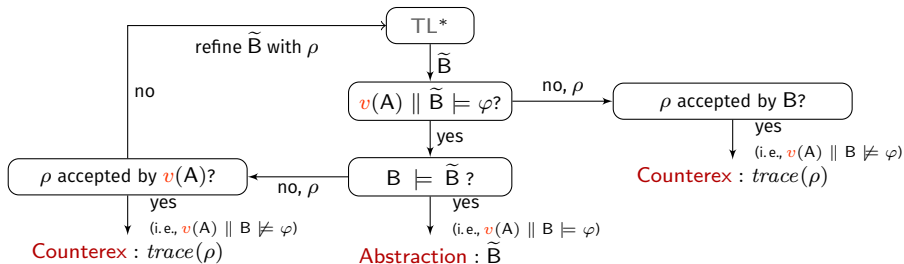 TL*
refine B̃ with ρ
B̃
no
v(A) ∥ B̃ ⊨ φ?
no, ρ
ρ accepted by B?
yes
yes
(i.e., v(A) ∥ B ⊭ φ)
Counterex : trace(ρ)
ρ accepted by v(A)?
no, ρ
B ⊨ B̃ ?
yes
(i.e., v(A) ∥ B ⊭ φ)
Counterex : trace(ρ)
yes
(i.e., v(A) ∥ B ⊨ φ)
Abstraction : B̃